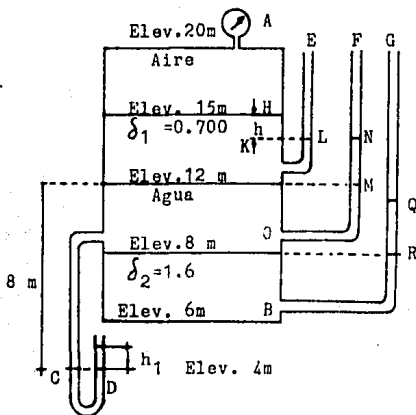 Elev.20m A
E F G
Aire
Elev. 15m H
δ1 =0.700 h
K L N
Elev.12 m M
Agua
Q
O
Elev.8 m R
8 m
δ2=1.6
Elev. 6m B
h1
C D Elev. 4m